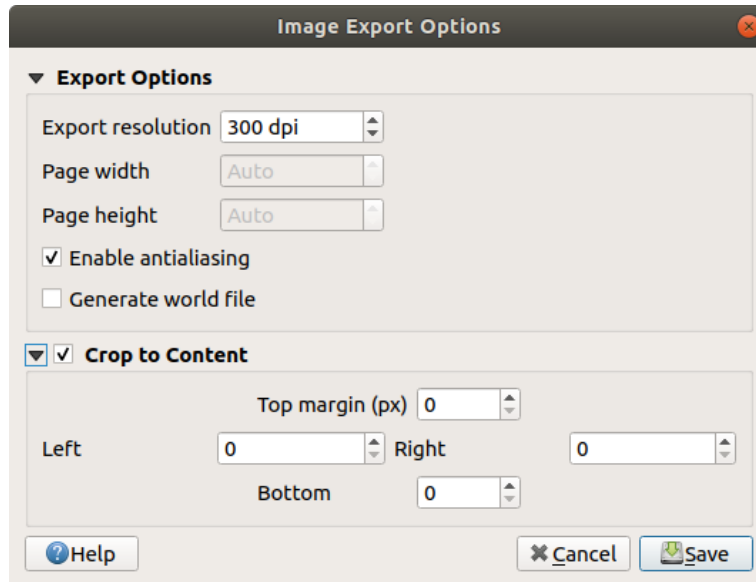 Image Export Options
Export Options
Export resolution 300 dpi
Page width Auto
Page height Auto
Enable antialiasing
Generate world file
Crop to Content
Top margin (px) 0
Left 0 Right 0
Bottom 0
Help Cancel Save